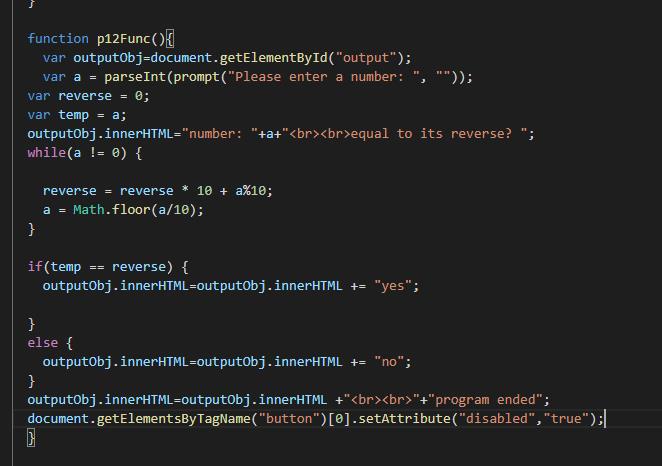 }
function p12Func(){
var outputObj=document.getElementById("output");
var a = parseInt(prompt("Please enter a number: ", ""));
var reverse = 0;
var temp = a;
outputObj.innerHTML="number: "+a+"<br><br>equal to its reverse? ";
while(a != 0) {
reverse = reverse * 10 + a%10;
a = Math.floor(a/10);
}
if(temp == reverse) {
outputObj.innerHTML=outputObj.innerHTML += "yes";
}
else {
outputObj.innerHTML=outputObj.innerHTML += "no";
}
outputObj.innerHTML=outputObj.innerHTML +"<br><br>"+"program ended";
document.getElementsByTagName("button")[0].setAttribute("disabled","true");
}